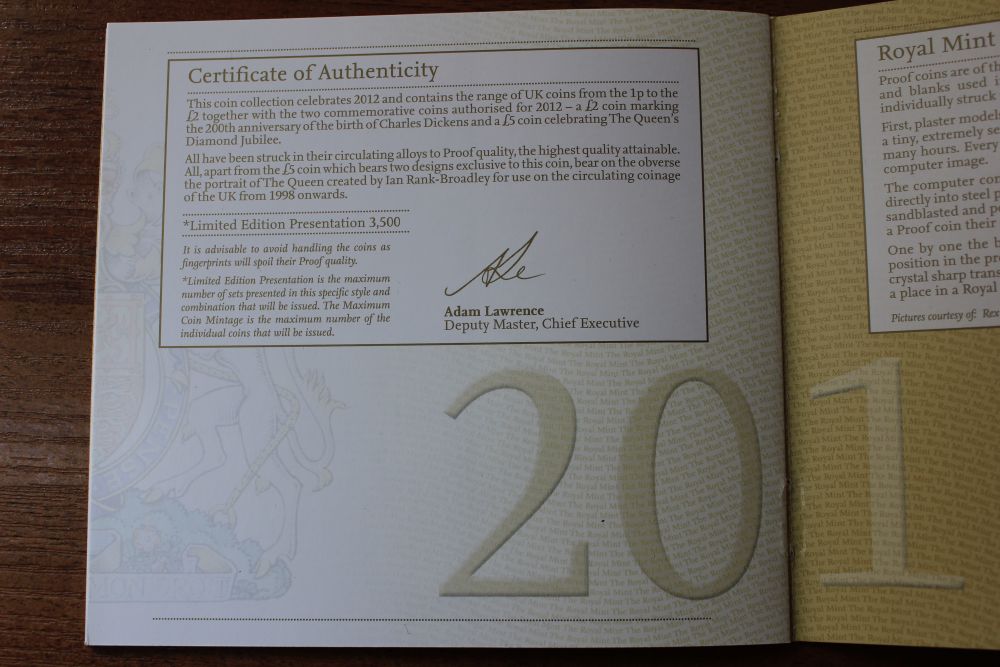 Certificate of Authenticity
This coin collection celebrates 2012 and contains the range of UK coins from the 1p to the
£2 together with the two commemorative coins authorised for 2012 – a £2 coin marking
the 200th anniversary of the birth of Charles Dickens and a £5 coin celebrating The Queen's
Diamond Jubilee.
All have been struck in their circulating alloys to Proof quality, the highest quality attainable.
All, apart from the £5 coin which bears two designs exclusive to this coin, bear on the obverse
the portrait of The Queen created by Ian Rank-Broadley for use on the circulating coinage
of the UK from 1998 onwards.
*Limited Edition Presentation 3,500
It is advisable to avoid handling the coins as
fingerprints will spoil their Proof quality.
*Limited Edition Presentation is the maximum
number of sets presented in this specific style and
combination that will be issued. The Maximum
Coin Mintage is the maximum number of the
individual coins that will be issued.
Adam Lawrence
Deputy Master, Chief Executive
201
Royal Mint
Proof coins are of th
and blanks used
individually struck
First, plaster models
a tiny, extremely se
many hours. Every
computer image.
The computer con
directly into steel p
sandblasted and p
a Proof coin their
One by one the b
position in the pr
crystal sharp trans
a place in a Royal
Pictures courtesy of: Rex